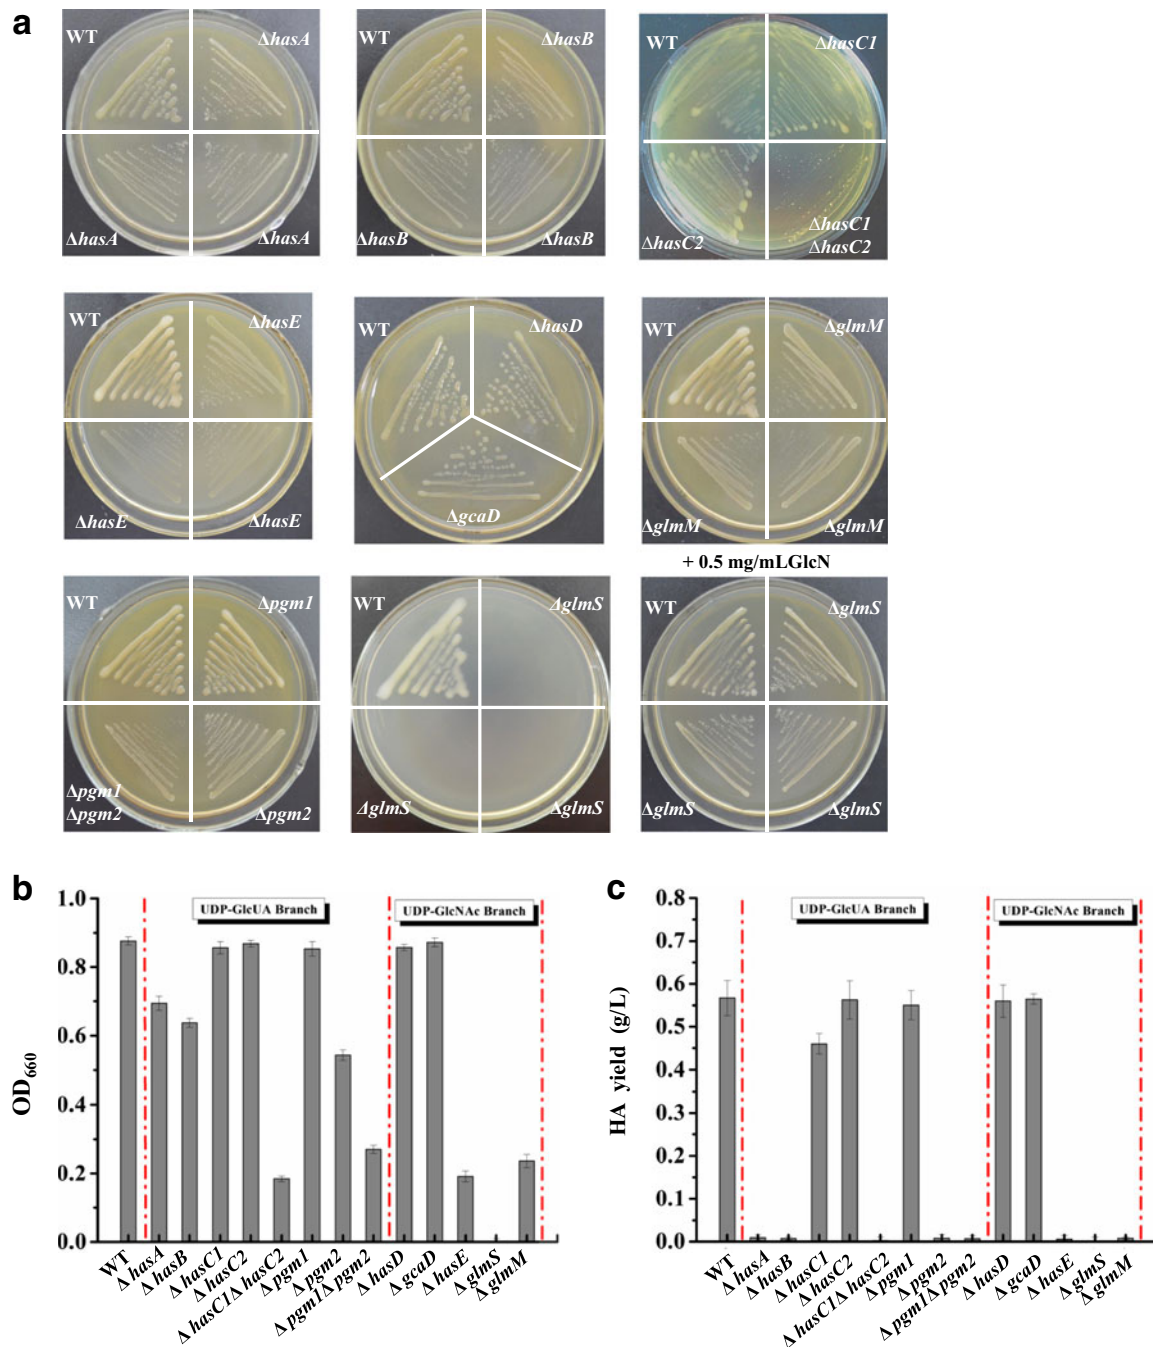 a
WT
ΔhasA
ΔhasA
ΔhasA
WT
ΔhasB
ΔhasB
ΔhasB
WT
ΔhasC1
ΔhasC2
ΔhasC1
ΔhasC2
WT
ΔhasE
ΔhasE
ΔhasE
WT
ΔhasD
ΔgcaD
WT
ΔglmM
ΔglmM
ΔglmM
+ 0.5 mg/mLGlcN
WT
Δpgm1
Δpgm1
Δpgm2
Δpgm2
WT
ΔglmS
ΔglmS
ΔglmS
WT
ΔglmS
ΔglmS
ΔglmS
b
1.0
0.8
0.6
0.4
0.2
0.0
OD660
UDP-GlcUA Branch
UDP-GlcNAc Branch
WT
ΔhasA
ΔhasB
ΔhasC1
ΔhasC2
ΔhasC1ΔhasC2
Δpgm1
Δpgm2
Δpgm1Δpgm2
ΔhasD
ΔgcaD
ΔhasE
ΔglmS
ΔglmM
c
0.8
0.7
0.6
0.5
0.4
0.3
0.2
0.1
0.0
HA yield (g/L)
UDP-GlcUA Branch
UDP-GlcNAc Branch
WT
ΔhasA
ΔhasB
ΔhasC1
ΔhasC2
ΔhasC1ΔhasC2
Δpgm1
Δpgm2
Δpgm1Δpgm2
ΔhasD
ΔgcaD
ΔhasE
ΔglmS
ΔglmM